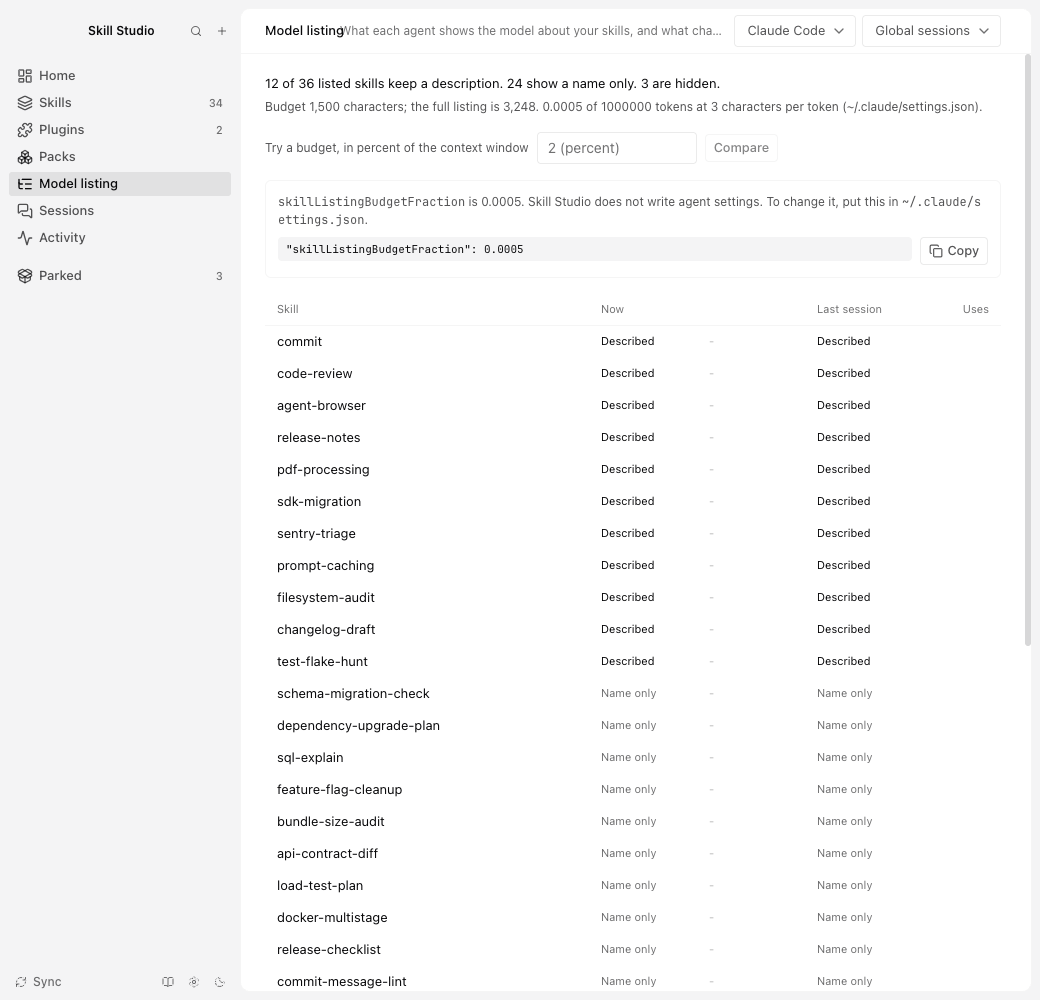 Skill Studio
Home
Skills 34
Plugins 2
Packs
Model listing
Sessions
Activity
Parked 3
Sync
Model listing What each agent shows the model about your skills, and what cha... Claude Code Global sessions
12 of 36 listed skills keep a description. 24 show a name only. 3 are hidden.
Budget 1,500 characters; the full listing is 3,248. 0.0005 of 1000000 tokens at 3 characters per token (~/.claude/settings.json).
Try a budget, in percent of the context window 2 (percent) Compare
skillListingBudgetFraction is 0.0005. Skill Studio does not write agent settings. To change it, put this in ~/.claude/s
ettings.json.
"skillListingBudgetFraction": 0.0005 Copy
Skill Now Last session Uses
commit Described - Described
code-review Described - Described
agent-browser Described - Described
release-notes Described - Described
pdf-processing Described - Described
sdk-migration Described - Described
sentry-triage Described - Described
prompt-caching Described - Described
filesystem-audit Described - Described
changelog-draft Described - Described
test-flake-hunt Described - Described
schema-migration-check Name only - Name only
dependency-upgrade-plan Name only - Name only
sql-explain Name only - Name only
feature-flag-cleanup Name only - Name only
bundle-size-audit Name only - Name only
api-contract-diff Name only - Name only
load-test-plan Name only - Name only
docker-multistage Name only - Name only
release-checklist Name only - Name only
commit-message-lint Name only - Name only